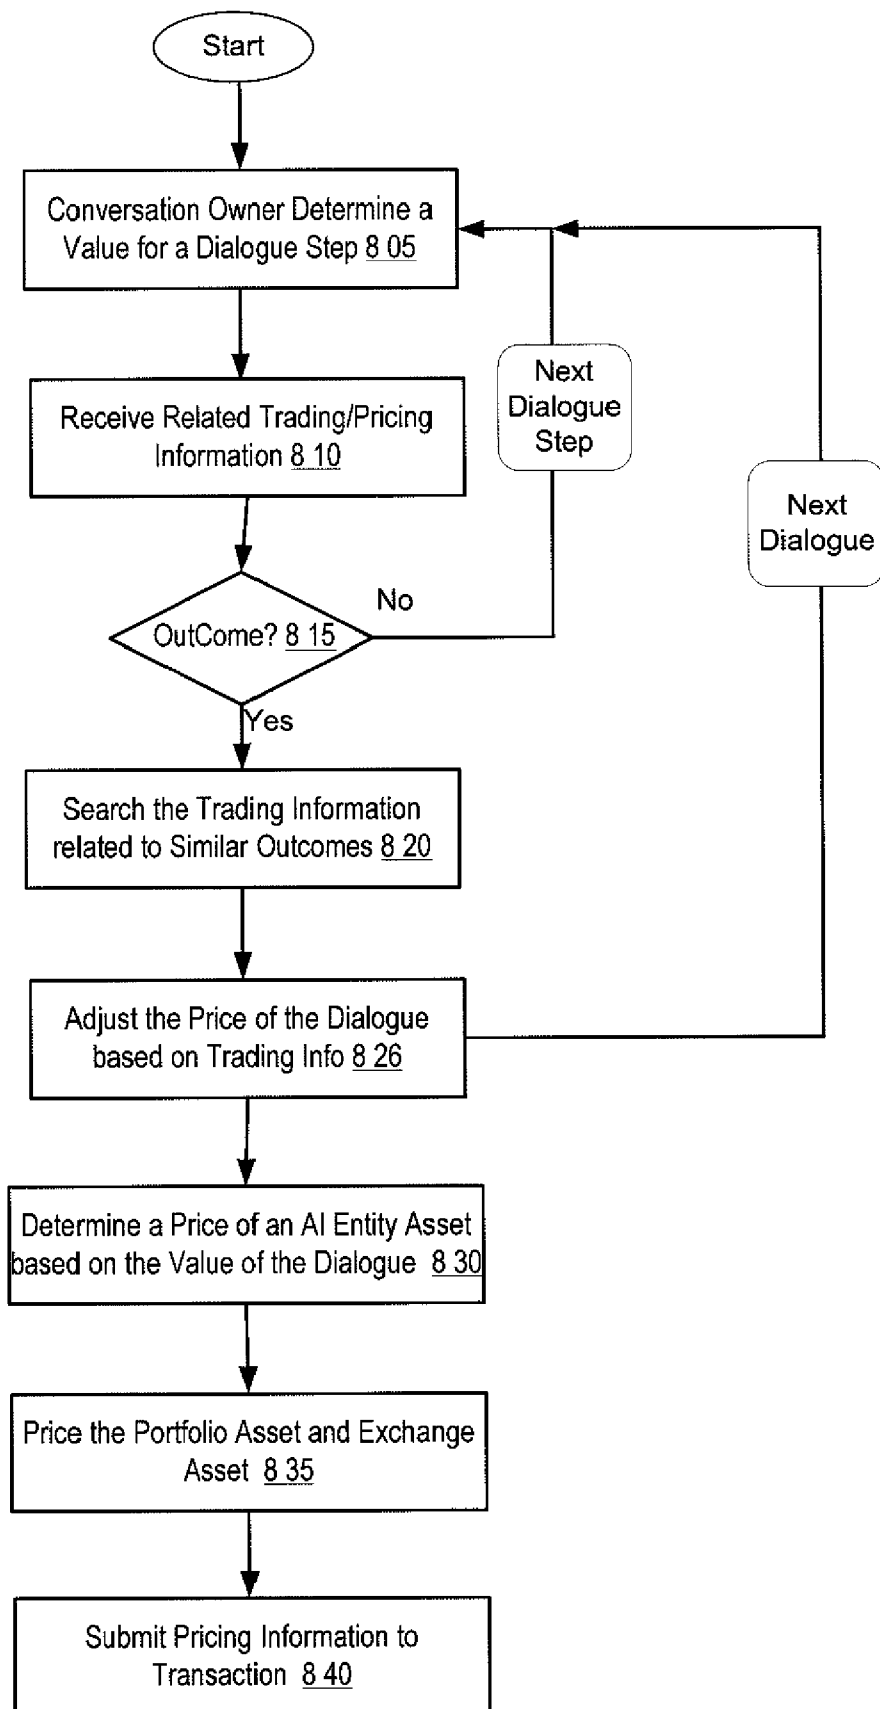 Start
Conversation Owner Determine a
Value for a Dialogue Step 8 05
Next
Dialogue
Step
Receive Related Trading/Pricing
Information 8 10
Next
Dialogue
No
OutCome? 8 15
Yes
Search the Trading Information
related to Similar Outcomes 8 20
Adjust the Price of the Dialogue
based on Trading Info 8 26
Determine a Price of an AI Entity Asset
based on the Value of the Dialogue 8 30
Price the Portfolio Asset and Exchange
Asset 8 35
Submit Pricing Information to
Transaction 8 40